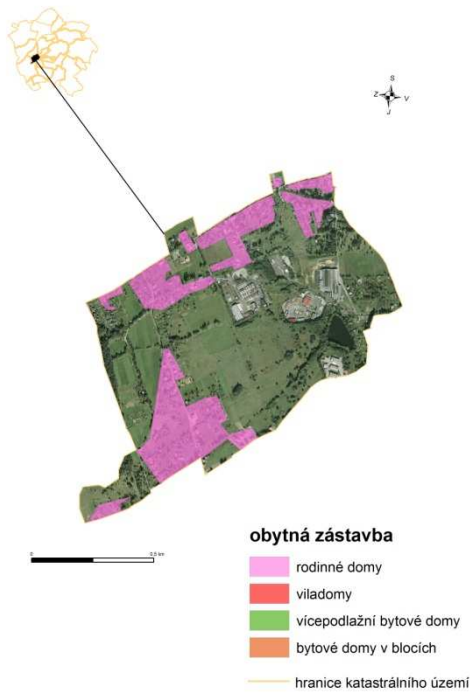 S
Z V
J
0 0,5 km
obytná zástavba
rodinné domy
viladomy
vícepodlažní bytové domy
bytové domy v blocích
hranice katastrálního území